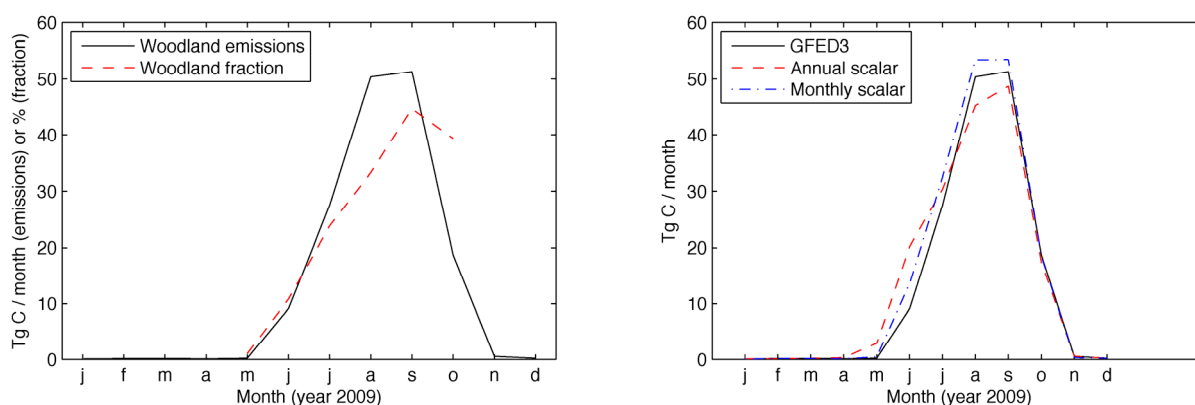 Tg C / month (emissions) or % (fraction)
60
50
40
30
20
10
0
Woodland emissions
Woodland fraction
j f m a m j j a s o n d
Month (year 2009)
Tg C / month
60
50
40
30
20
10
0
GFED3
Annual scalar
Monthly scalar
j f m a m j j a s o n d
Month (year 2009)